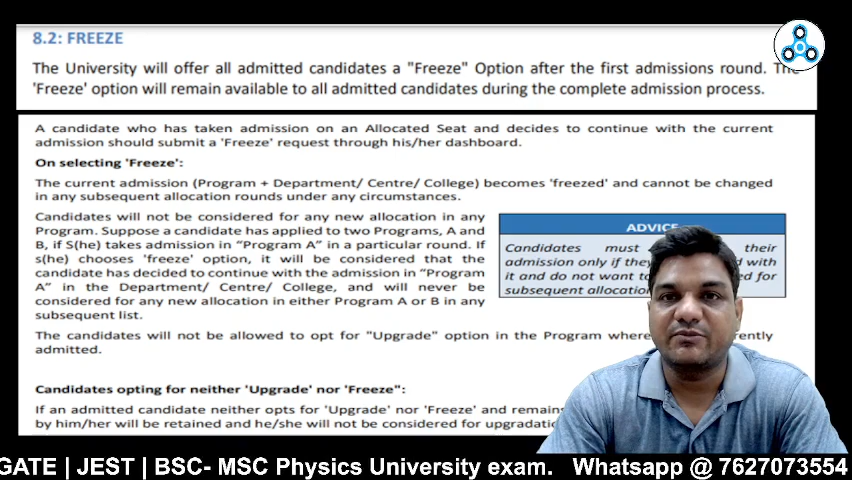 8.2: FREEZE
The University will offer all admitted candidates a "Freeze" Option after the first admissions round. The
'Freeze' option will remain available to all admitted candidates during the complete admission process.
A candidate who has taken admission on an Allocated Seat and decides to continue with the current
admission should submit a 'Freeze' request through his/her dashboard.
On selecting 'Freeze':
The current admission (Program + Department/ Centre/ College) becomes 'freezed' and cannot be changed
in any subsequent allocation rounds under any circumstances.
Candidates will not be considered for any new allocation in any
Program. Suppose a candidate has applied to two Programs, A and
B, if S(he) takes admission in "Program A" in a particular round. If
s(he) chooses 'freeze' option, it will be considered that the
candidate has decided to continue with the admission in "Program
A" in the Department/ Centre/ College, and will never be
considered for any new allocation in either Program A or B in any
subsequent list.
ADVICE
Candidates must their
admission only if they with
it and do not want to for
subsequent
The candidates will not be allowed to opt for "Upgrade" option in the Program where
admitted.
Candidates opting for neither 'Upgrade' nor 'Freeze":
If an admitted candidate neither opts for 'Upgrade' nor 'Freeze' and
by him/her will be retained and he/she will not be considered for
GATE | JEST | BSC- MSC Physics University exam. Whatsapp @ 7627073554